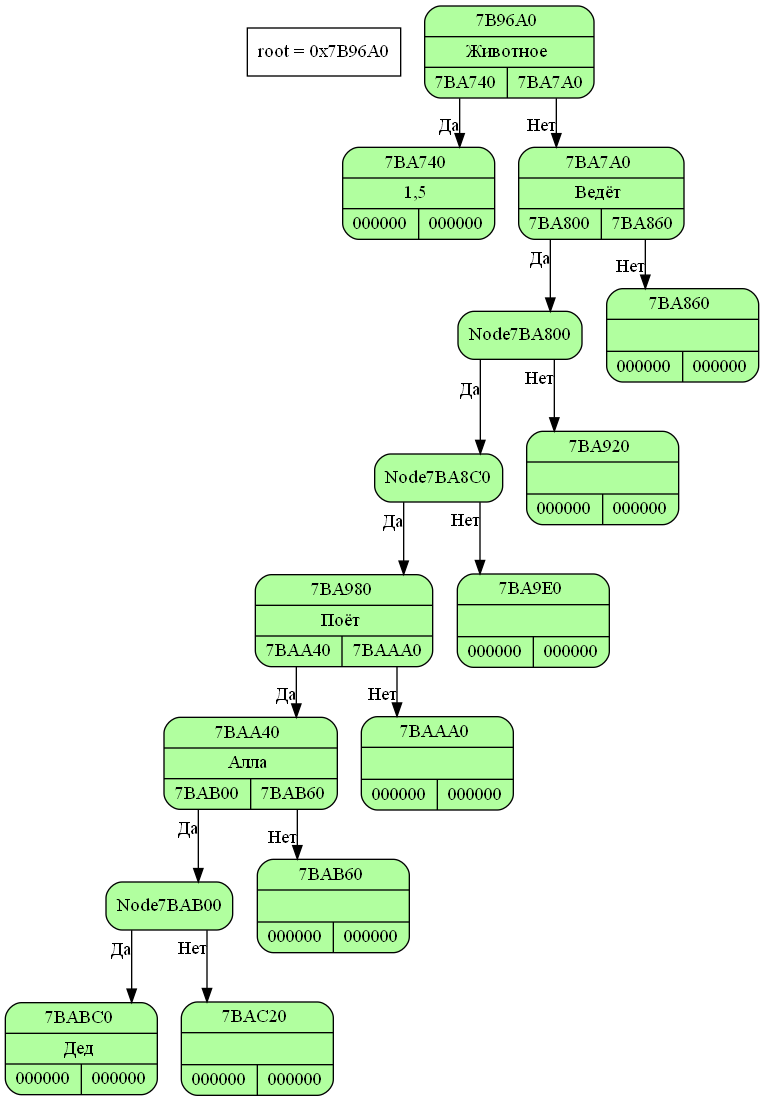 root = 0x7B96A0
7B96A0
Животное
7BA740 7BA7A0
Да Нет
7BA740
1,5
000000 000000
7BA7A0
Ведёт
7BA800 7BA860
Да Нет
Node7BA800
7BA860
000000 000000
Да Нет
Node7BA8C0
7BA920
000000 000000
Да Нет
7BA980
Поёт
7BAA40 7BAAA0
7BA9E0
000000 000000
Да Нет
7BAA40
Алла
7BAB00 7BAB60
7BAAA0
000000 000000
Да Нет
Node7BAB00
7BAB60
000000 000000
Да Нет
7BABC0
Дед
000000 000000
7BAC20
000000 000000